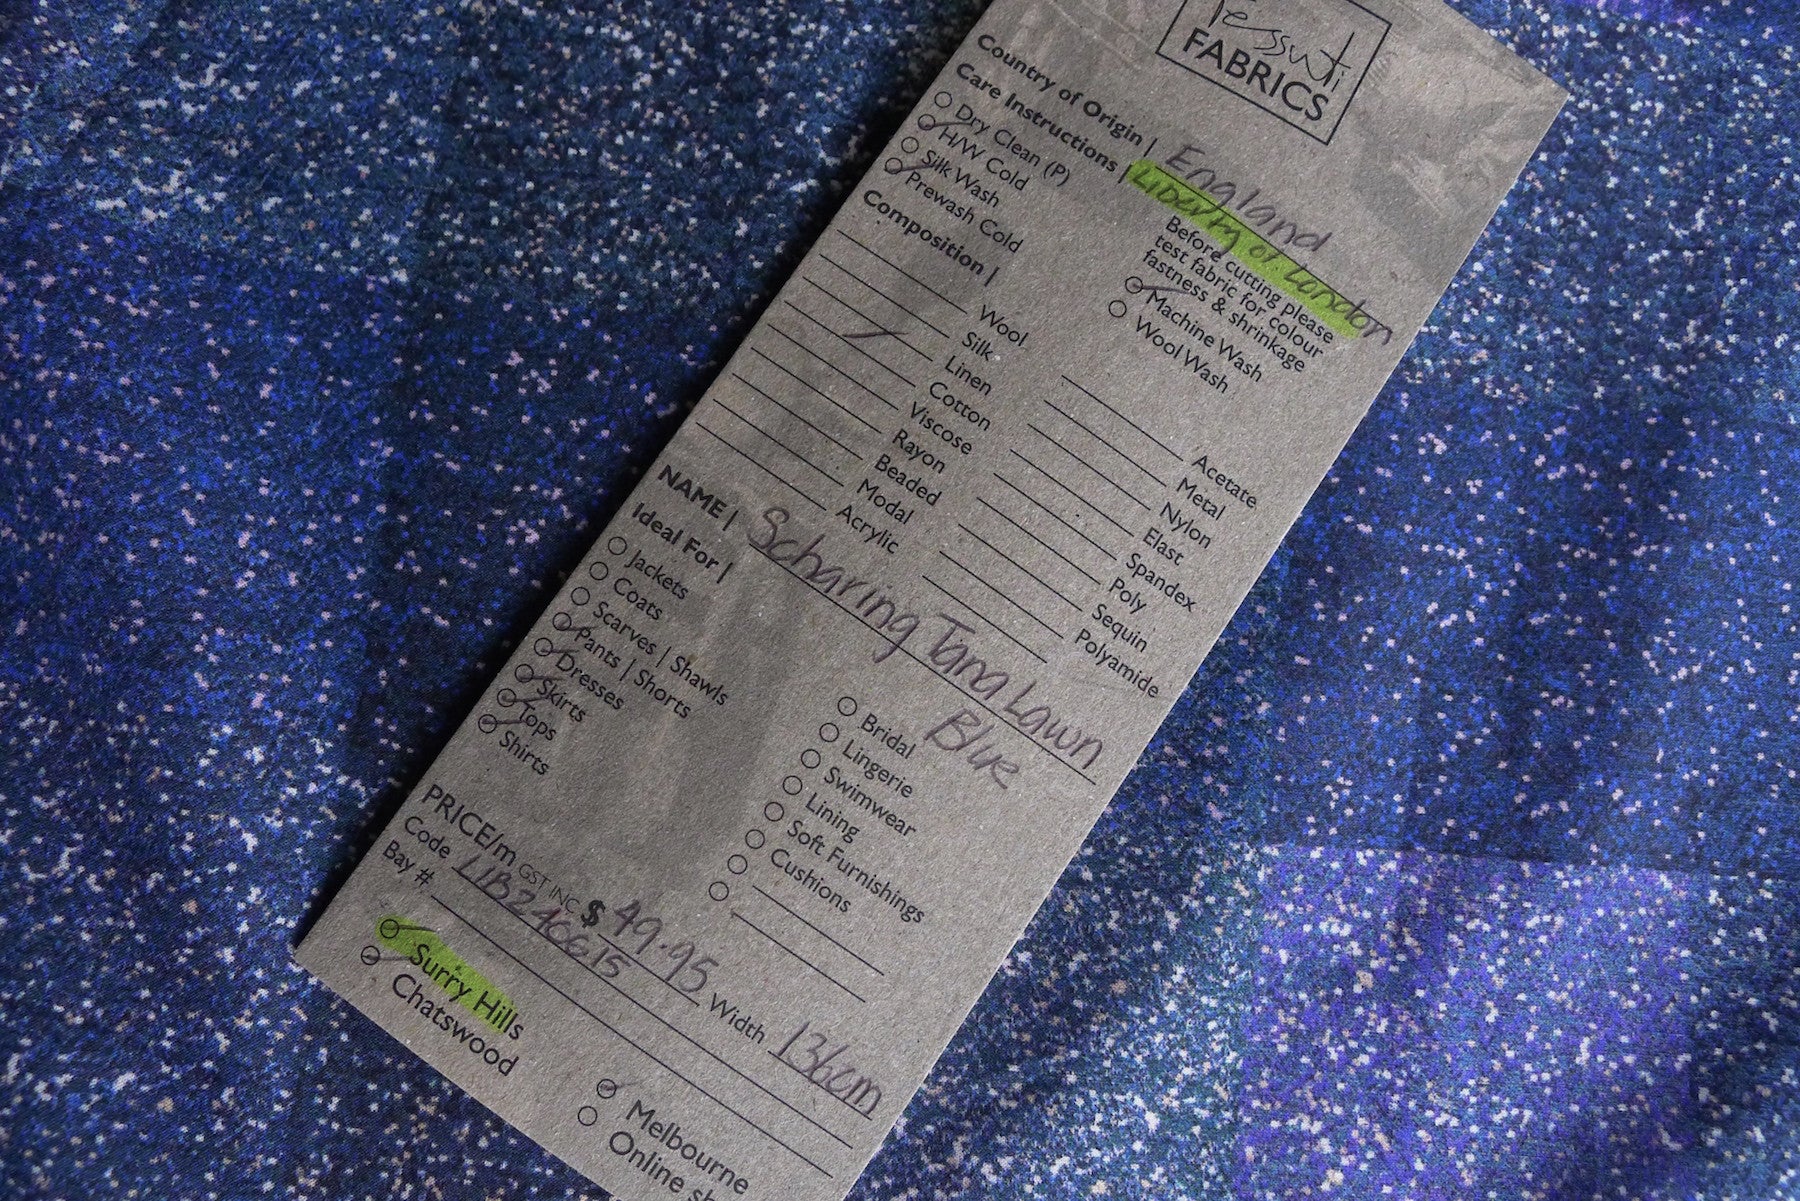 Tessuti
FABRICS
Country of Origin | England
Care Instructions | Liberty of London
Dry Clean (P)
H/W Cold
Silk Wash
Prewash Cold
Before cutting please
test fabric for colour
fastness & shrinkage
Machine Wash
Wool Wash
Composition |
Wool
Silk
Linen
Cotton
Viscose
Rayon
Beaded
Modal
Acrylic
Acetate
Metal
Nylon
Elast
Spandex
Poly
Sequin
Polyamide
NAME | Scharing Tana Lawn
Blue
Ideal For |
Jackets
Coats
Scarves | Shawls
Pants | Shorts
Dresses
Skirts
Tops
Shirts
Bridal
Lingerie
Swimwear
Lining
Soft Furnishings
Cushions
PRICE/m GST INC $ 49.95 Width 136cm
Code LIB240615
Bay #
Surry Hills
Chatswood
Melbourne
Online